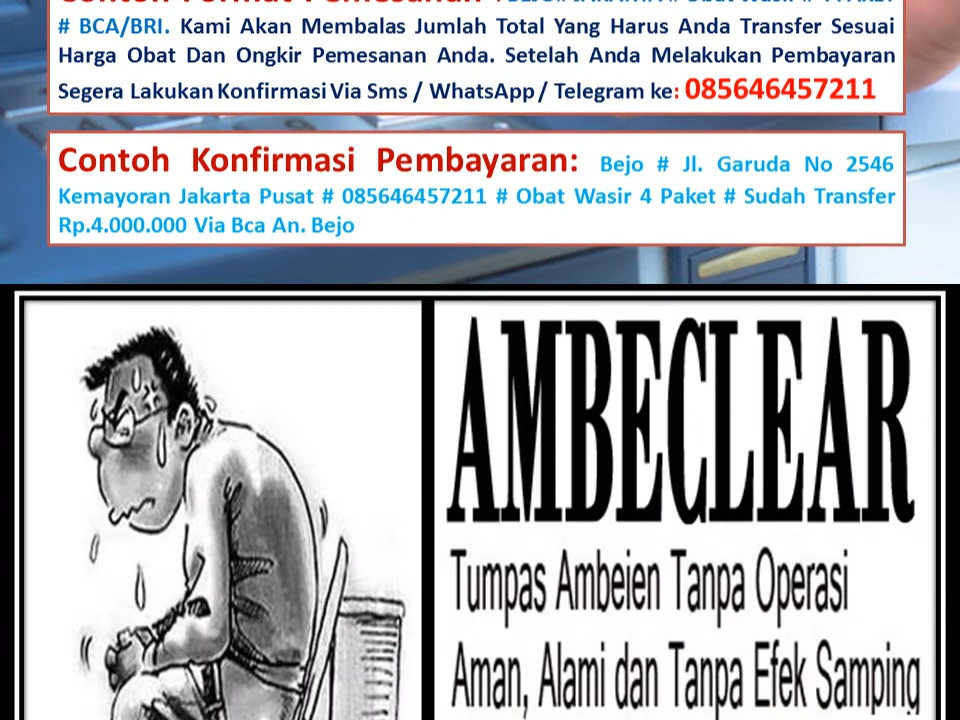 Contoh Format Pemesanan
# BCA/BRI. Kami Akan Membalas Jumlah Total Yang Harus Anda Transfer Sesuai
Harga Obat Dan Ongkir Pemesanan Anda. Setelah Anda Melakukan Pembayaran
Segera Lakukan Konfirmasi Via Sms / WhatsApp / Telegram ke: 085646457211
Contoh Konfirmasi Pembayaran: Bejo # Jl. Garuda No 2546
Kemayoran Jakarta Pusat # 085646457211 # Obat Wasir 4 Paket # Sudah Transfer
Rp.4.000.000 Via Bca An. Bejo
AMBECLEAR
Tumpas Ambeien Tanpa Operasi
Aman, Alami dan Tanpa Efek Samping